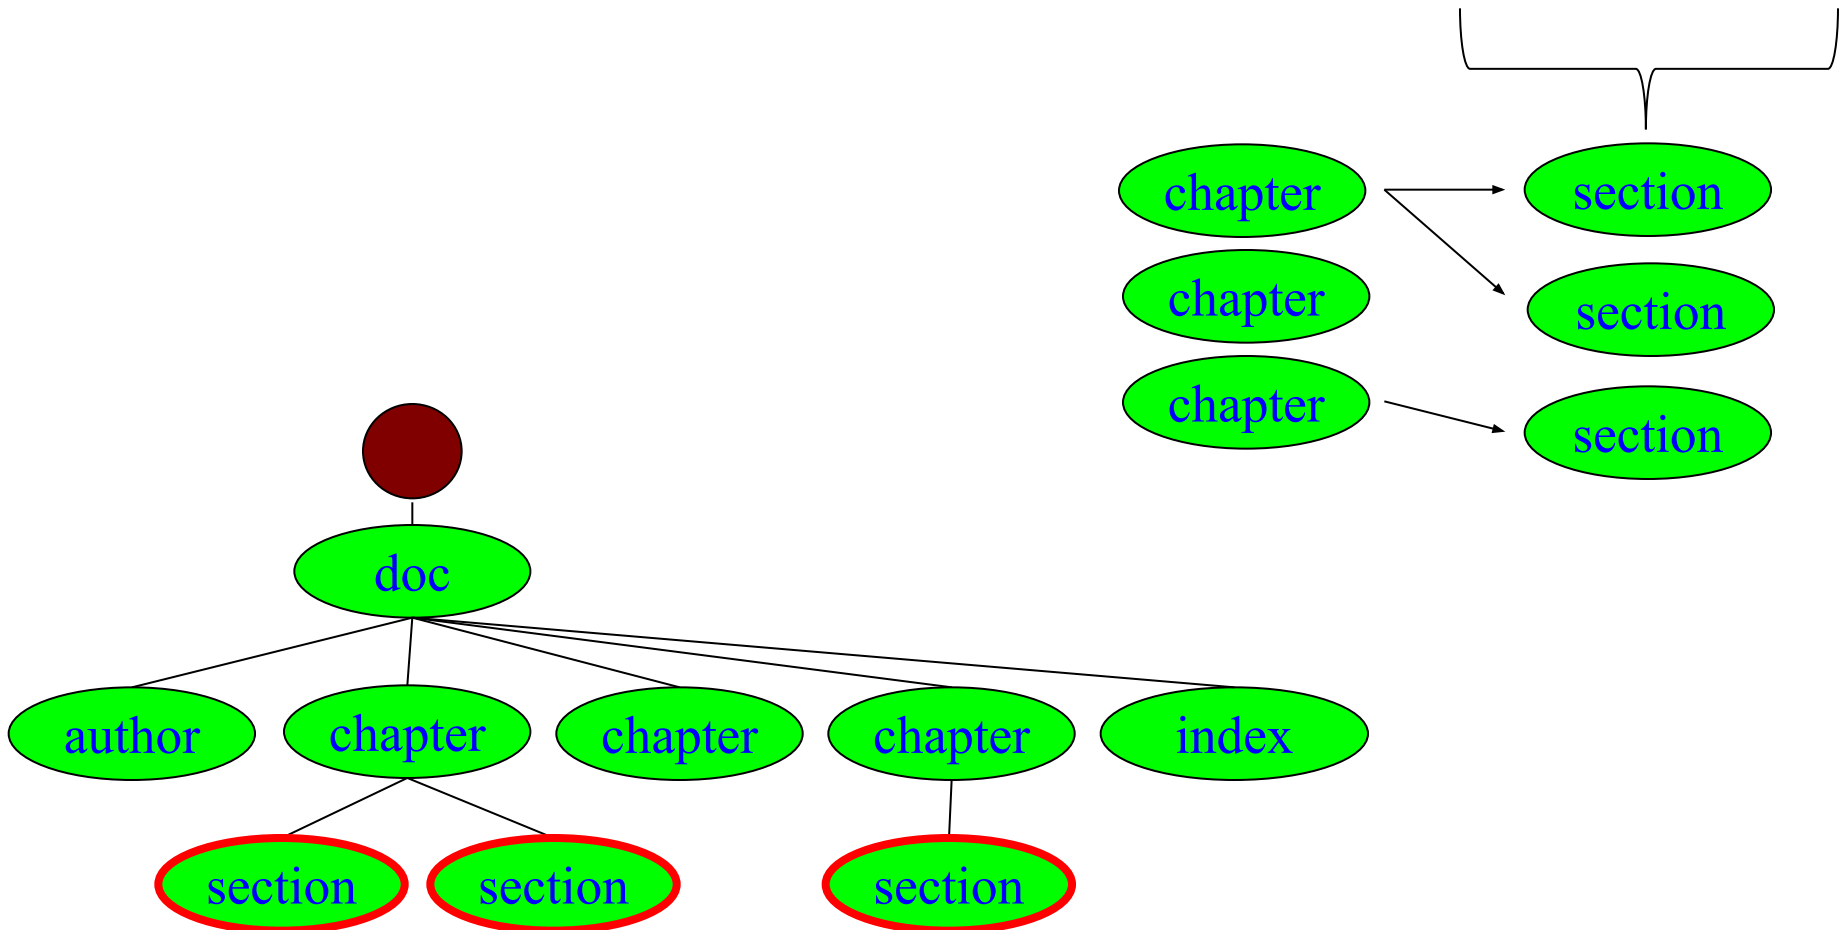 chapter
section
chapter
section
chapter
section
doc
author
chapter
chapter
chapter
index
section
section
section